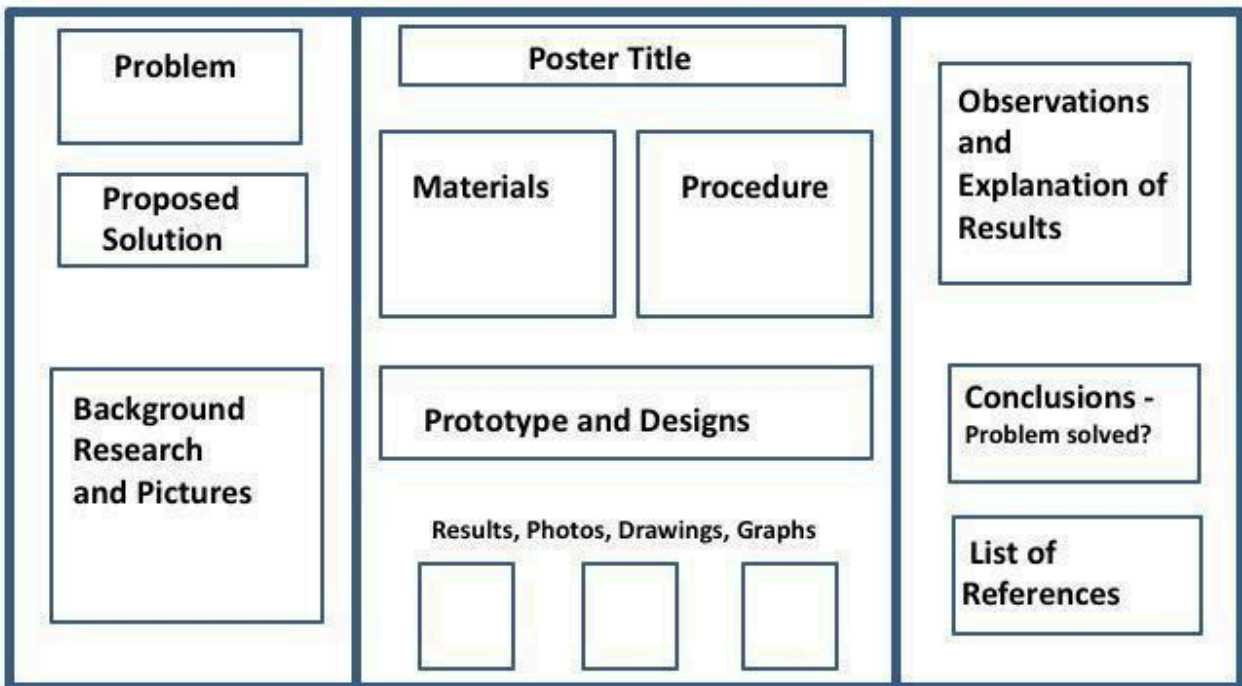 Problem
Proposed
Solution
Background
Research
and Pictures
Poster Title
Materials
Procedure
Prototype and Designs
Results, Photos, Drawings, Graphs
Observations
and
Explanation of
Results
Conclusions -
Problem solved?
List of
References